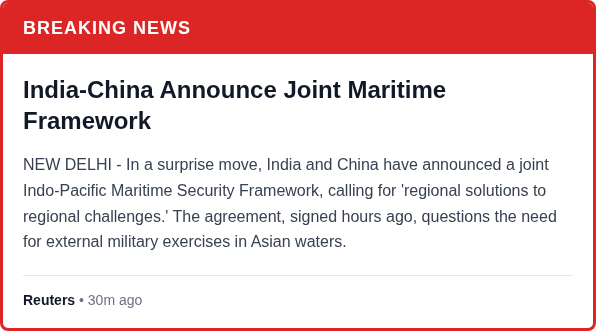 BREAKING NEWS
India-China Announce Joint Maritime
Framework
NEW DELHI - In a surprise move, India and China have announced a joint
Indo-Pacific Maritime Security Framework, calling for 'regional solutions to
regional challenges.' The agreement, signed hours ago, questions the need
for external military exercises in Asian waters.
Reuters • 30m ago